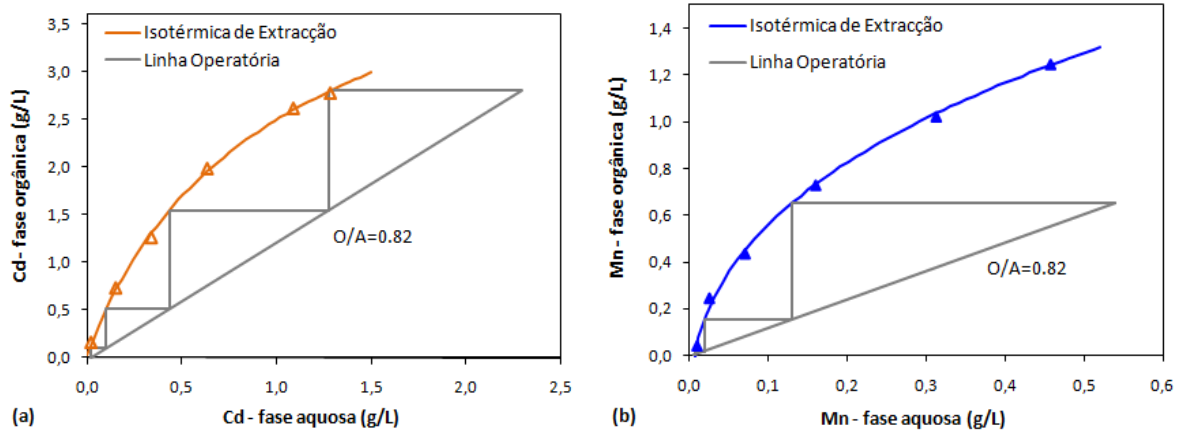 3,5
3,0
2,5
2,0
1,5
1,0
0,5
0,0
Cd- fase orgânica (g/L)
Isotérmica de Extracção
Linha Operatória
O/A=0.82
0,0 0,5 1,0 1,5 2,0 2,5
(a) Cd - fase aquosa (g/L)
1,4
1,2
1,0
0,8
0,6
0,4
0,2
0,0
Mn - fase orgânica (g/L)
Isotérmica de Extracção
Linha Operatória
O/A=0.82
0,0 0,1 0,2 0,3 0,4 0,5 0,6
(b) Mn - fase aquosa (g/L)